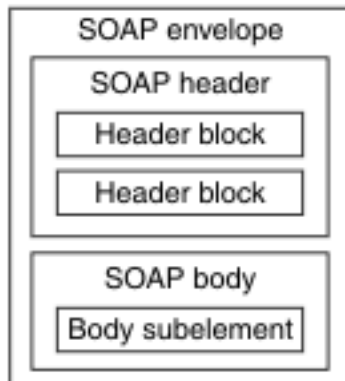 SOAP envelope
SOAP header
Header block
Header block
SOAP body
Body subelement